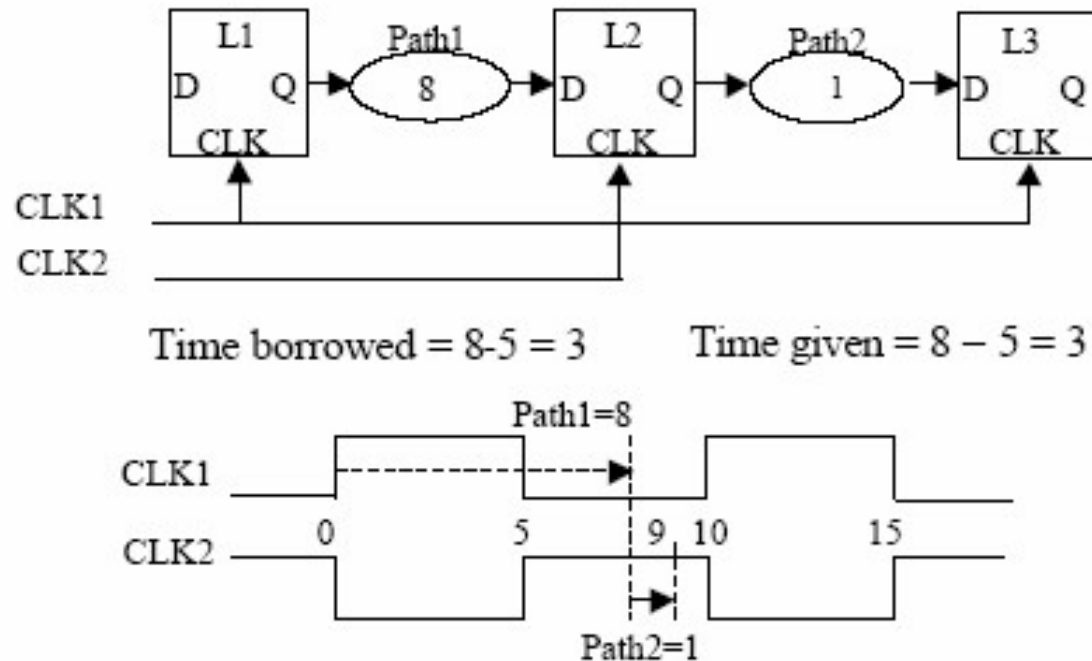 L1 Path1 L2 Path2 L3
D Q 8 D Q 1 D Q
CLK CLK CLK
CLK1
CLK2
Time borrowed = 8-5 = 3 Time given = 8 – 5 = 3
Path1=8
CLK1
0 5 9 10 15
CLK2
Path2=1